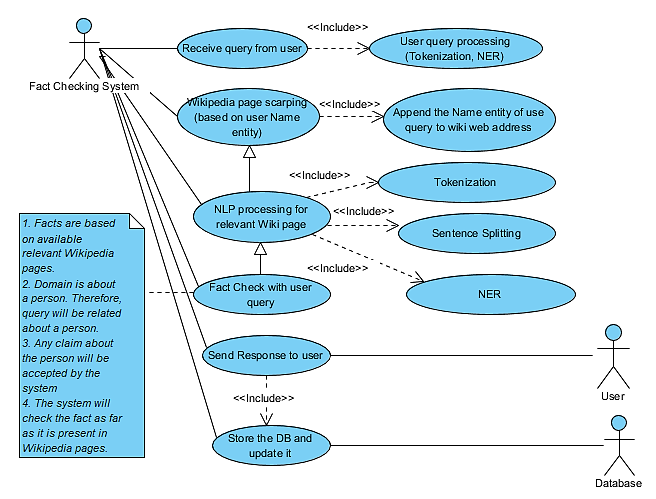 Fact Checking System
Receive query from user
<<Include>>
User query processing
(Tokenization, NER)
Wikipedia page scarpping
(based on user Name
entity)
<<Include>>
Append the Name entity of use
query to wiki web address
NLP processing for
relevant Wiki page
<<Include>>
Tokenization
<<Include>>
Sentence Splitting
<<Include>>
NER
Fact Check with user
query
1. Facts are based
on available
relevant Wikipedia
pages.
2. Domain is about
a person. Therefore,
query will be related
about a person.
3. Any claim about
the person will be
accepted by the
system
4. The system will
check the fact as far
as it is present in
Wikipedia pages.
Send Response to user
User
<<Include>>
Store the DB and
update it
Database